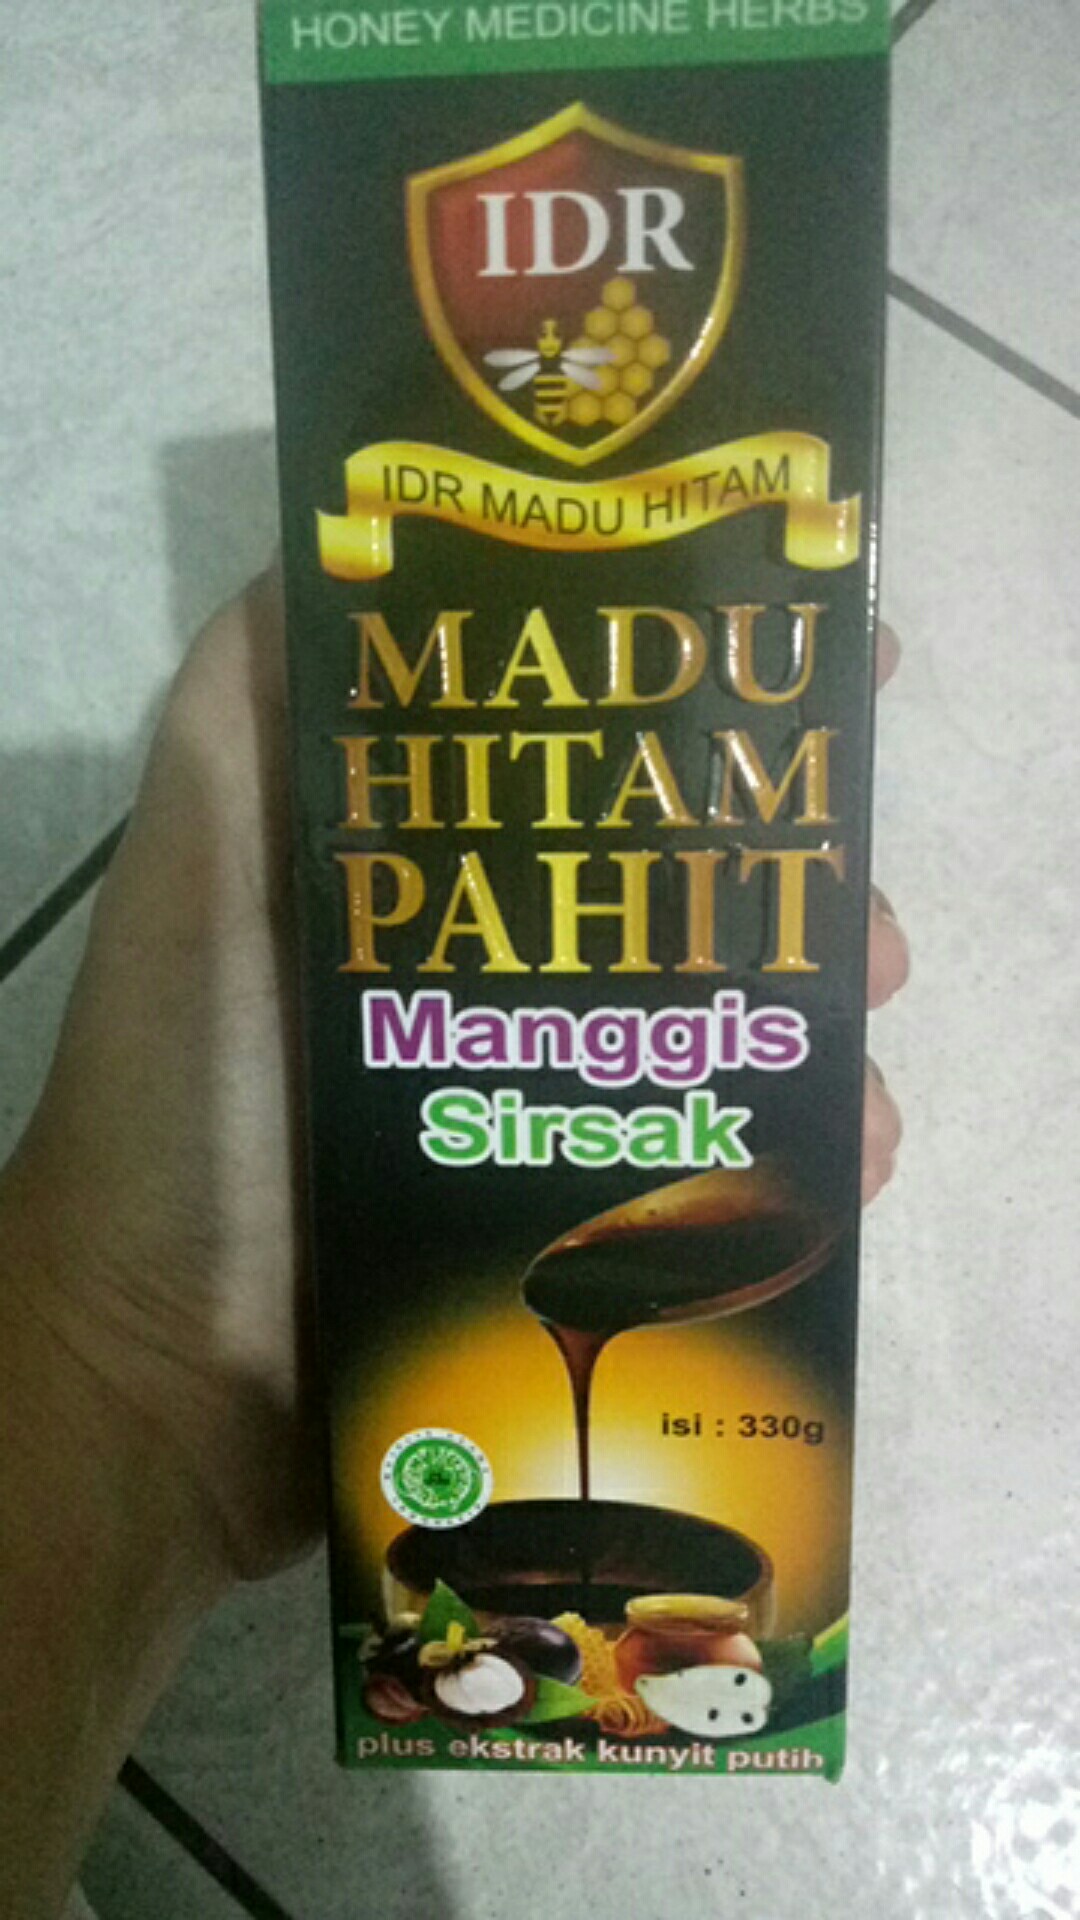 HONEY MEDICINE HERBS
IDR
IDR MADU HITAM
MADU
HITAM
PAHIT
Manggis
Sirsak
isi : 330g
plus ekstrak kunyit putih